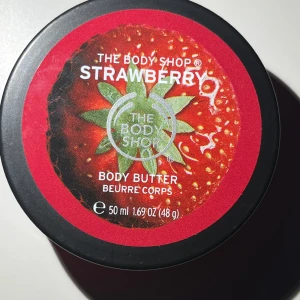 THE BODY SHOP®
STRAWBERRY
THE
BODY
SHOP
BODY BUTTER
BEURRE CORPS
℮ 50 ml 1.69 OZ (48 g)